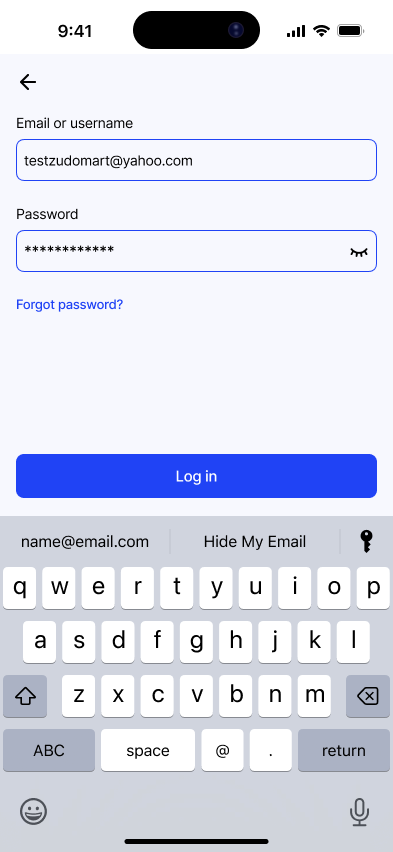 9:41
Email or username
testzudomart@yahoo.com
Password
************
Forgot password?
Log in
name@email.com Hide My Email
q w e r t y u i o p
a s d f g h j k l
z x c v b n m
ABC space @ . return